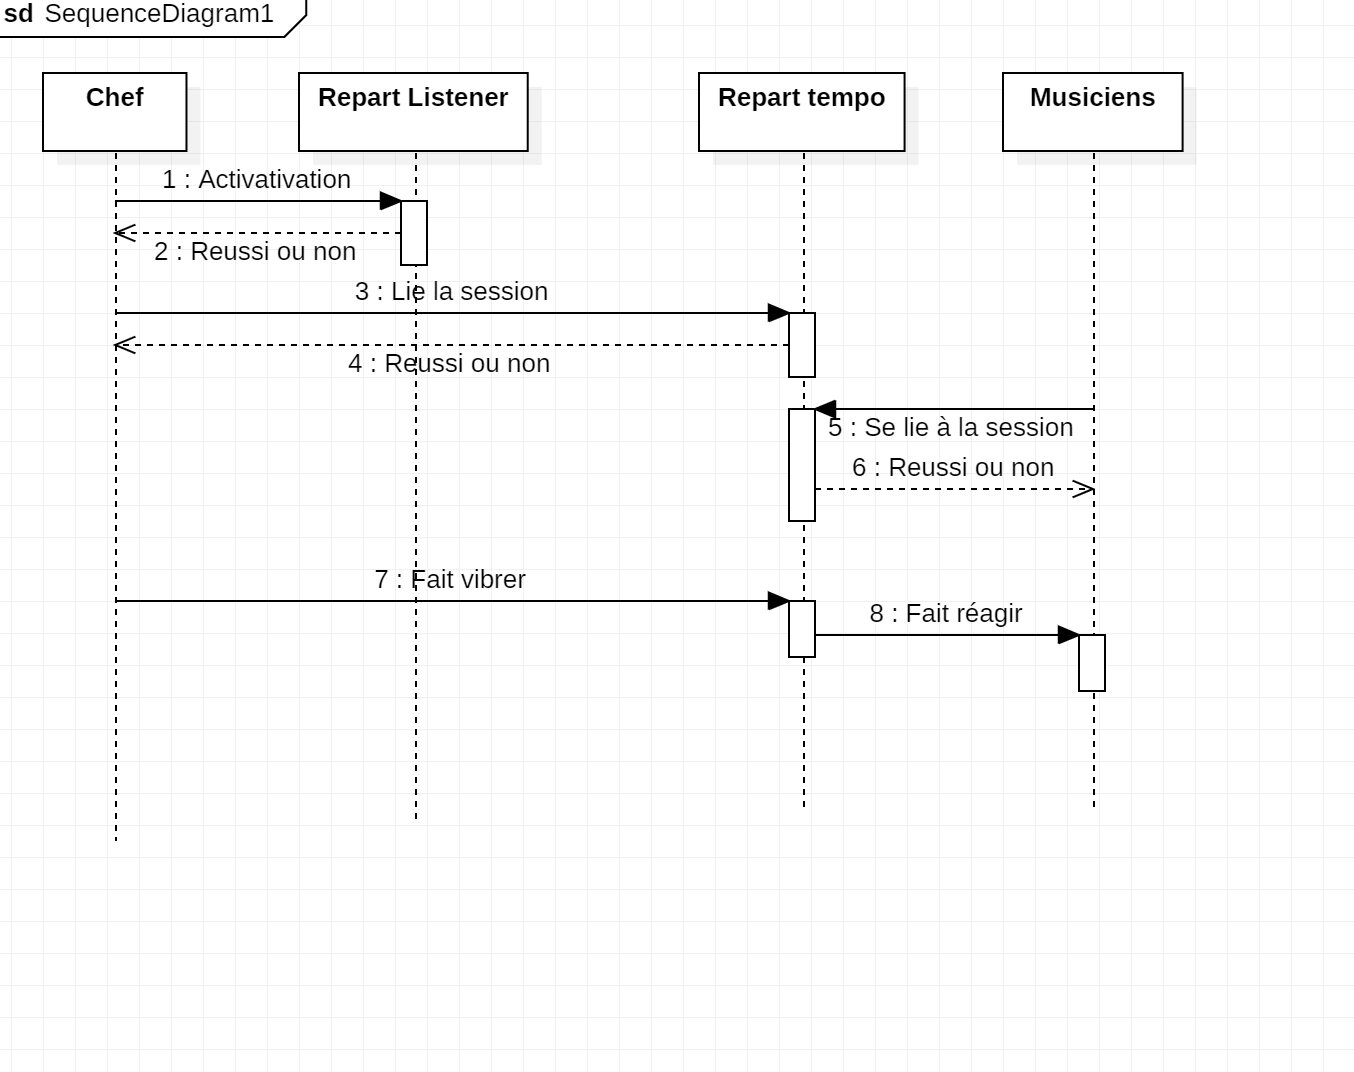 sd SequenceDiagram1
Chef
Repart Listener
Repart tempo
Musiciens
1 : Activativation
2 : Reussi ou non
3 : Lie la session
4 : Reussi ou non
5 : Se lie à la session
6 : Reussi ou non
7 : Fait vibrer
8 : Fait réagir